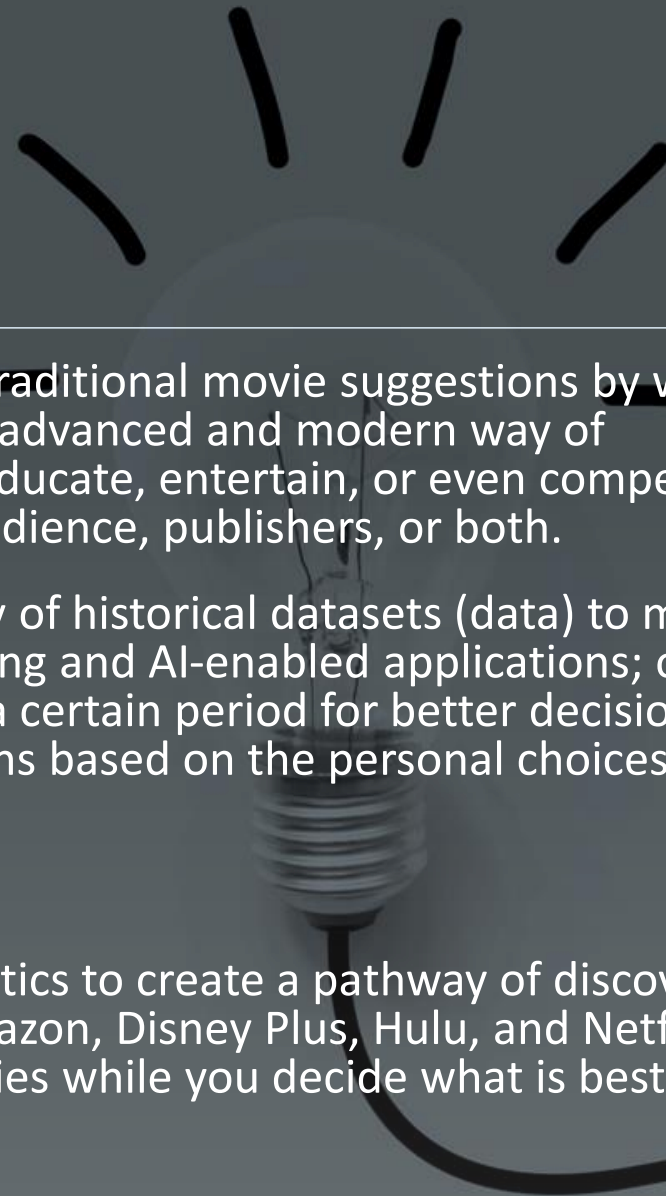 raditional movie suggestions by
advanced and modern way of
ducate, entertain, or even compe
dience, publishers, or both.
of historical datasets (data) to m
ng and AI-enabled applications;
a certain period for better decisio
ns based on the personal choices
tics to create a pathway of discov
azon, Disney Plus, Hulu, and Netf
ies while you decide what is best